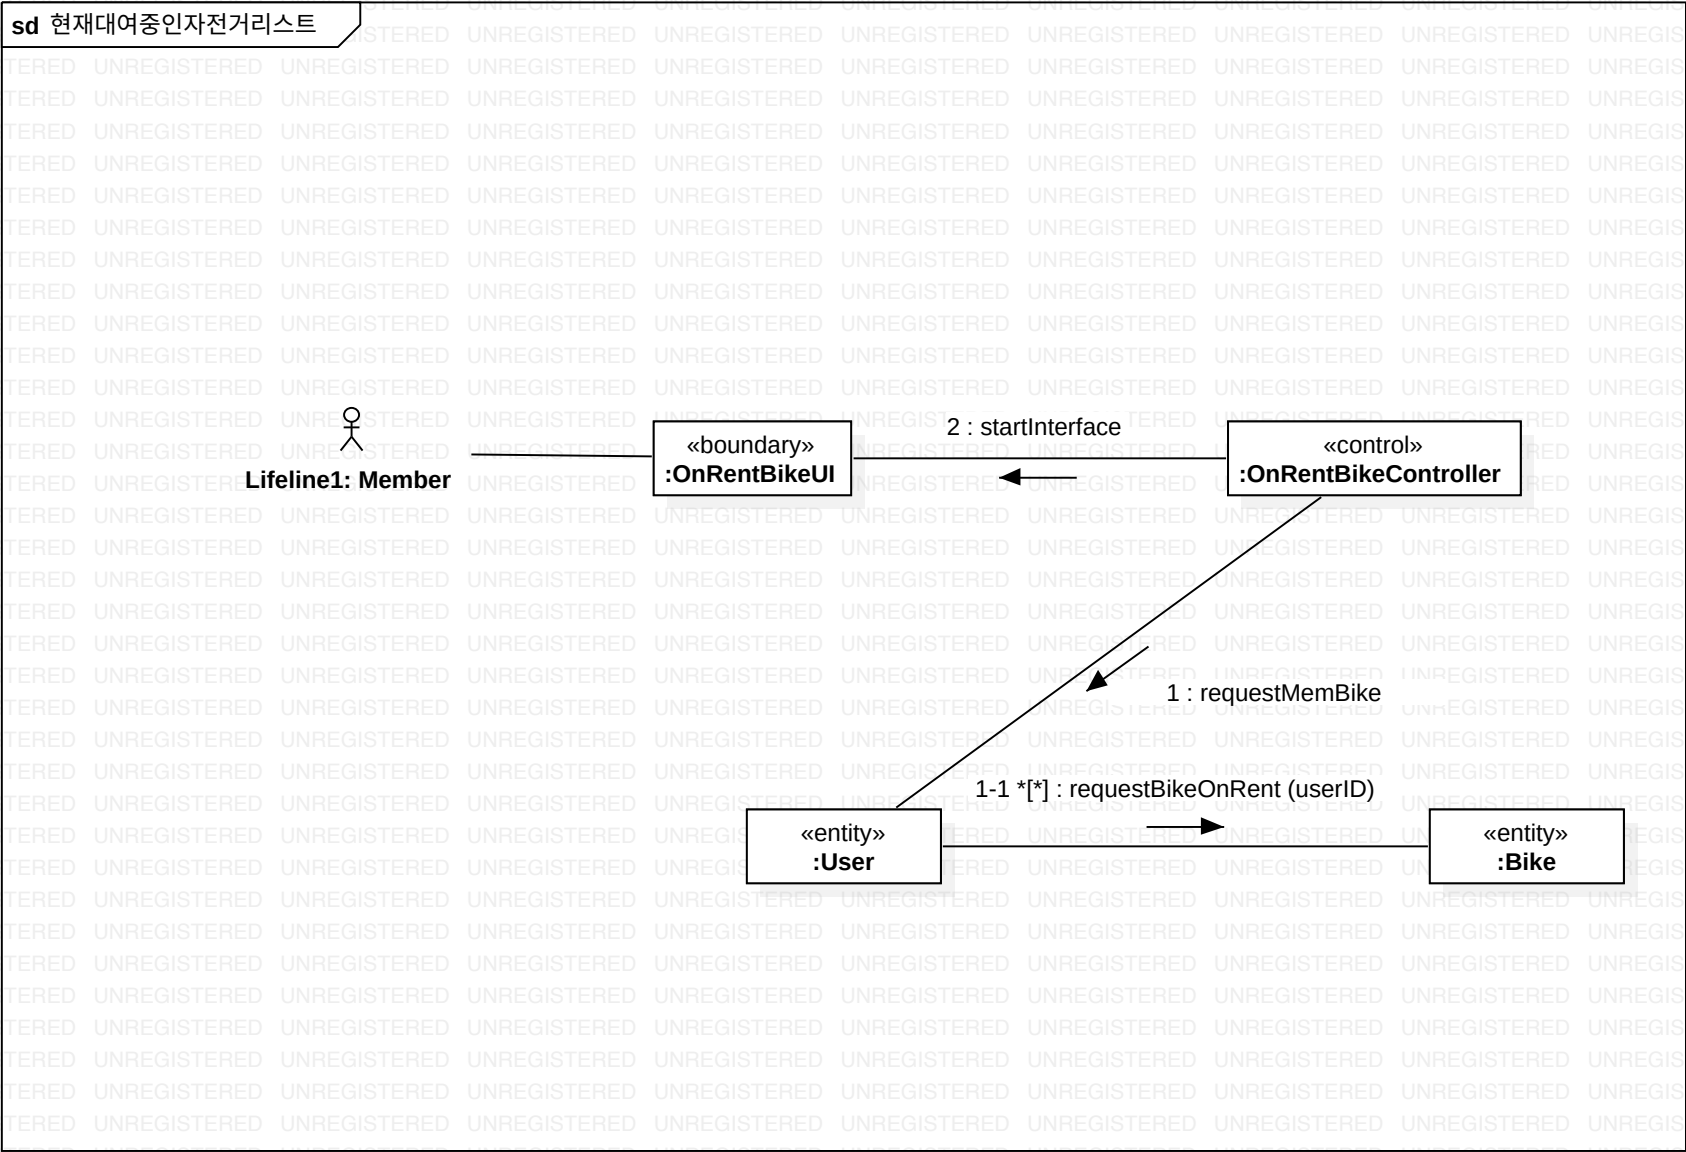 sd 현재대여중인자전거리스트
Lifeline1: Member
«boundary»
:OnRentBikeUI
2 : startInterface
«control»
:OnRentBikeController
1 : requestMemBike
1-1 *[*] : requestBikeOnRent (userID)
«entity»
:User
«entity»
:Bike
UNREGISTERED